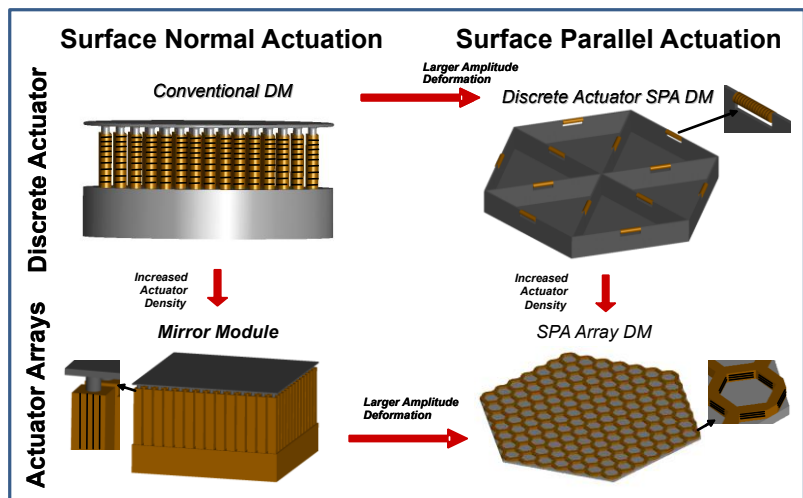 Surface Normal Actuation
Surface Parallel Actuation
Discrete Actuator
Conventional DM
Larger Amplitude
Deformation
Discrete Actuator SPA DM
Increased
Actuator
Density
Increased
Actuator
Density
Actuator Arrays
Mirror Module
SPA Array DM
Larger Amplitude
Deformation